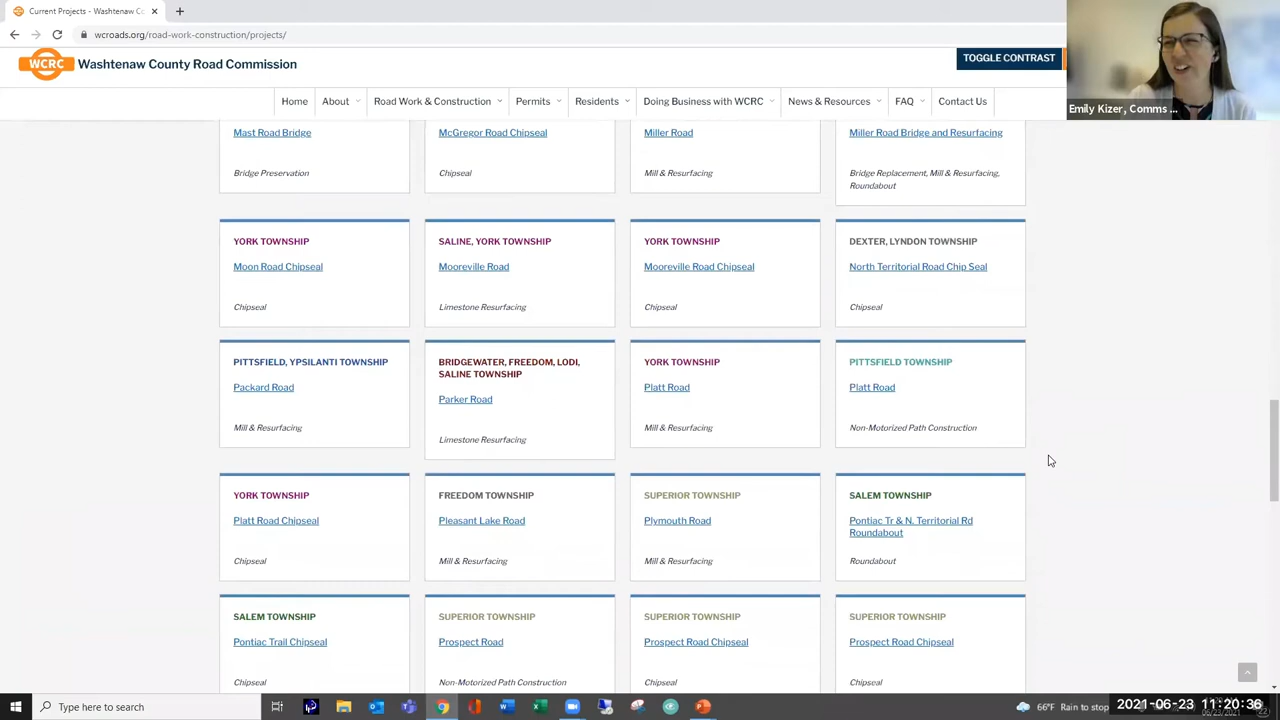 Current Projects - Washtenaw Co
wcroads.org/road-work-construction/projects/
WCRC
Washtenaw County Road Commission
TOGGLE CONTRAST
Emily Kizer, Comms ...
Home
About
Road Work & Construction
Permits
Residents
Doing Business with WCRC
News & Resources
FAQ
Contact Us
Mast Road Bridge
Bridge Preservation
McGregor Road Chipseal
Chipseal
Miller Road
Mill & Resurfacing
Miller Road Bridge and Resurfacing
Bridge Replacement, Mill & Resurfacing,
Roundabout
YORK TOWNSHIP
Moon Road Chipseal
Chipseal
SALINE, YORK TOWNSHIP
Mooreville Road
Limestone Resurfacing
YORK TOWNSHIP
Mooreville Road Chipseal
Chipseal
DEXTER, LYNDON TOWNSHIP
North Territorial Road Chip Seal
Chipseal
PITTSFIELD, YPSILANTI TOWNSHIP
Packard Road
Mill & Resurfacing
BRIDGEWATER, FREEDOM, LODI,
SALINE TOWNSHIP
Parker Road
Limestone Resurfacing
YORK TOWNSHIP
Platt Road
Mill & Resurfacing
PITTSFIELD TOWNSHIP
Platt Road
Non-Motorized Path Construction
YORK TOWNSHIP
Platt Road Chipseal
Chipseal
FREEDOM TOWNSHIP
Pleasant Lake Road
Mill & Resurfacing
SUPERIOR TOWNSHIP
Plymouth Road
Mill & Resurfacing
SALEM TOWNSHIP
Pontiac Tr & N. Territorial Rd
Roundabout
Roundabout
SALEM TOWNSHIP
Pontiac Trail Chipseal
Chipseal
SUPERIOR TOWNSHIP
Prospect Road
Non-Motorized Path Construction
SUPERIOR TOWNSHIP
Prospect Road Chipseal
Chipseal
SUPERIOR TOWNSHIP
Prospect Road Chipseal
Chipseal
Type here to search
66°F Rain to stop
2021-06-23 11:20:36